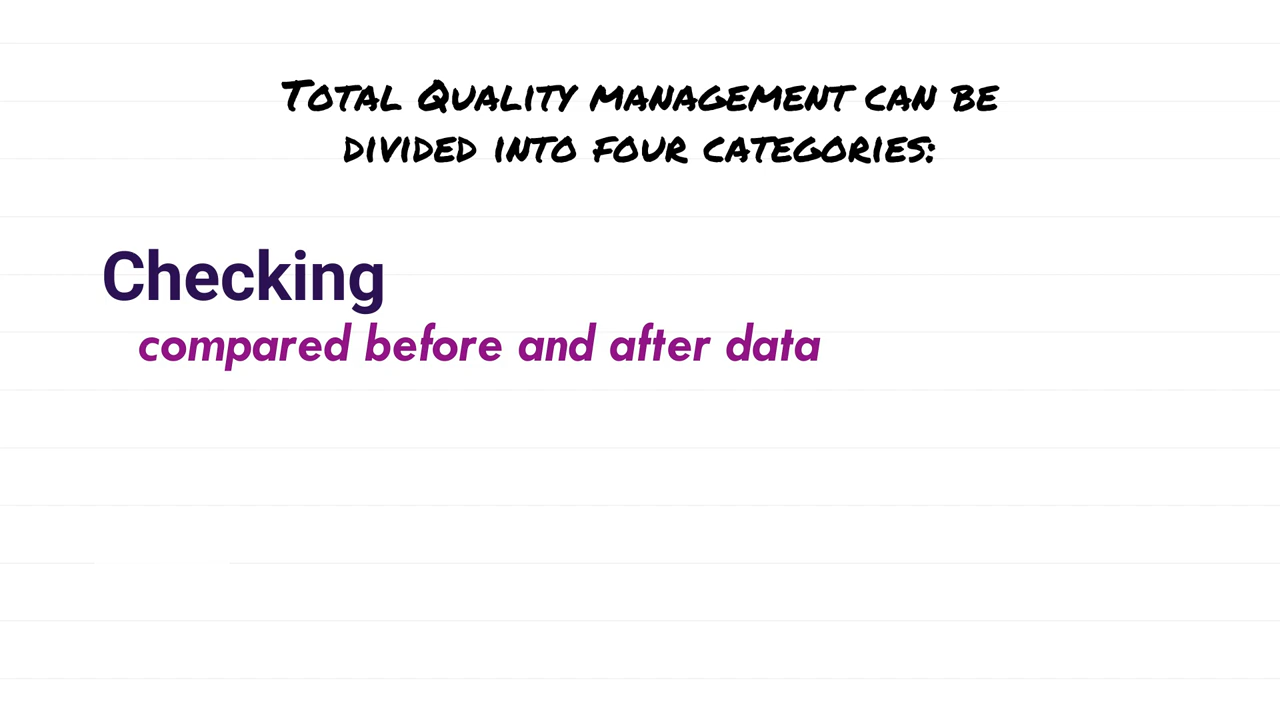 Total Quality management can be
divided into four categories:
Checking
compared before and after data